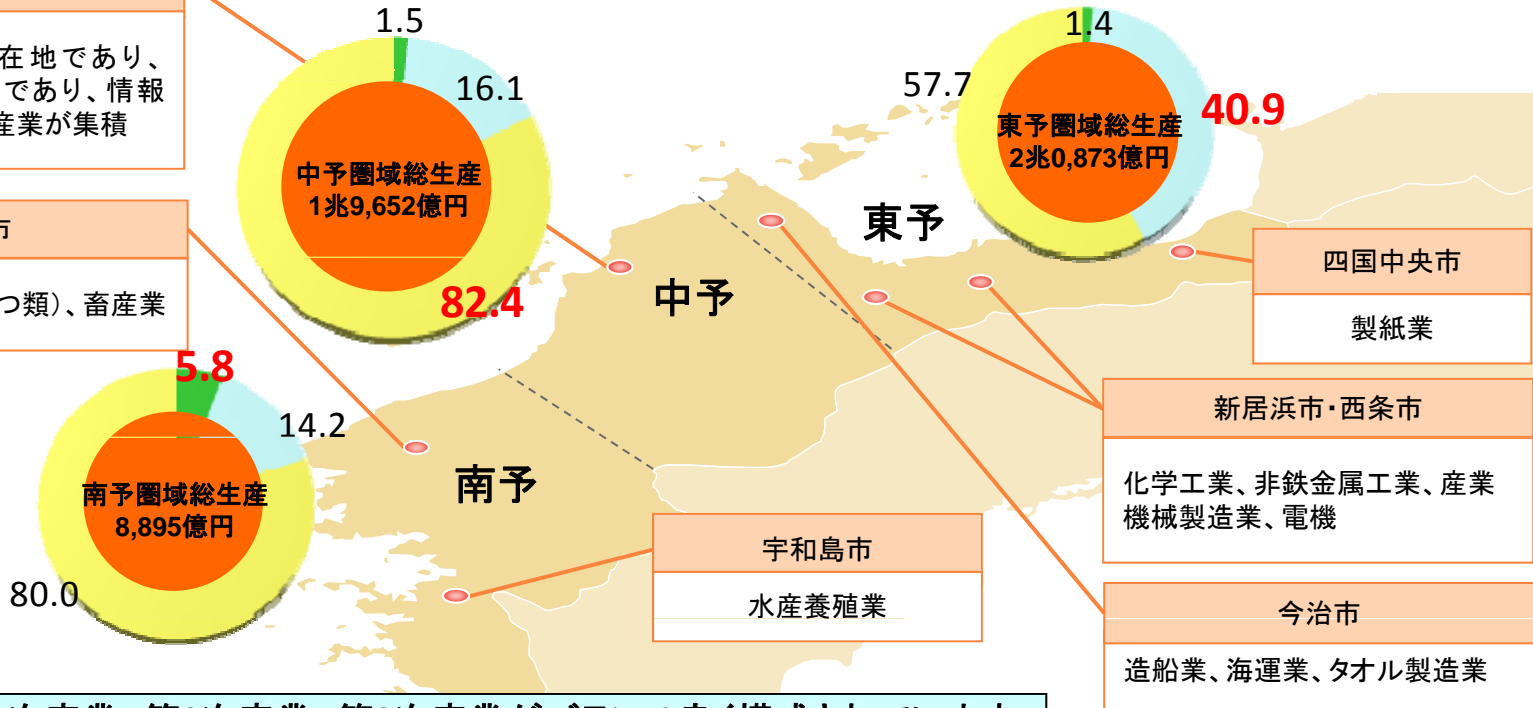 在地であり、
であり、情報
産業が集積
市
つ類）、畜産業
1.5
16.1
82.4
中予圏域総生産
1兆9,652億円
1.4
57.7
40.9
東予圏域総生産
2兆0,873億円
5.8
14.2
80.0
南予圏域総生産
8,895億円
東予
中予
南予
四国中央市
製紙業
新居浜市・西条市
化学工業、非鉄金属工業、産業
機械製造業、電機
宇和島市
水産養殖業
今治市
造船業、海運業、タオル製造業